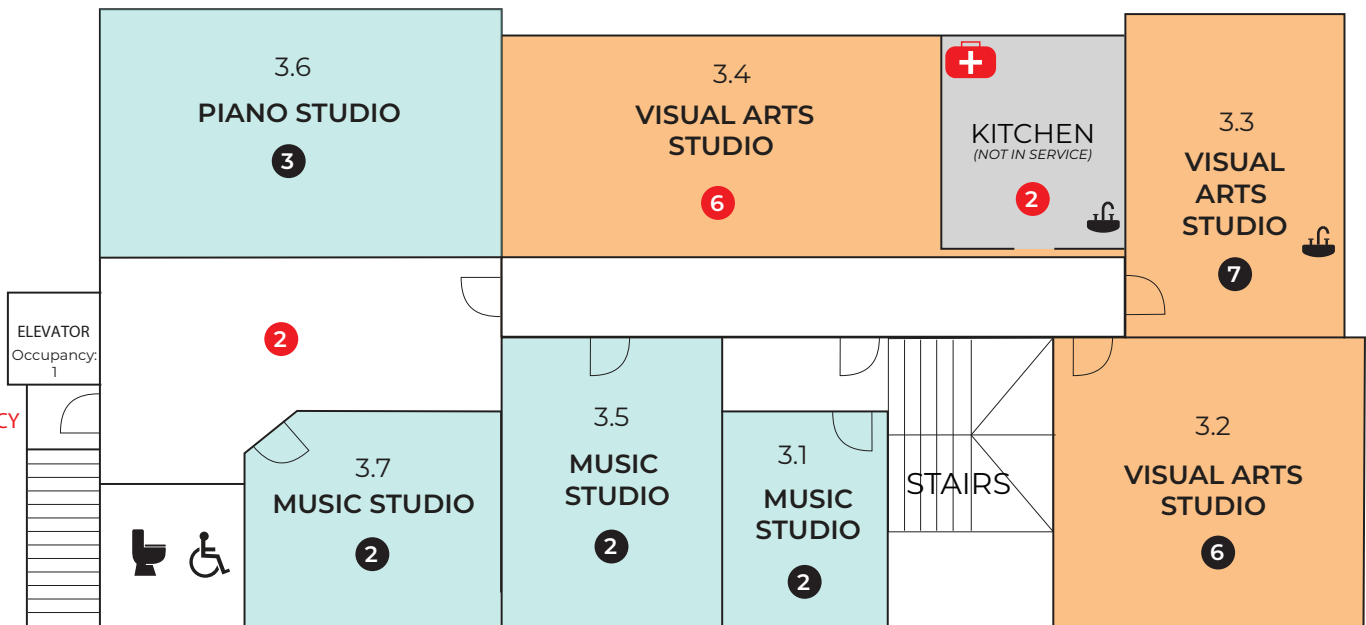 3.6
PIANO STUDIO
3
3.4
VISUAL ARTS
STUDIO
6
KITCHEN
(NOT IN SERVICE)
2
3.3
VISUAL
ARTS
STUDIO
7
ELEVATOR
Occupancy:
1
2
CY
3.7
MUSIC STUDIO
2
3.5
MUSIC
STUDIO
2
3.1
MUSIC
STUDIO
2
STAIRS
3.2
VISUAL ARTS
STUDIO
6